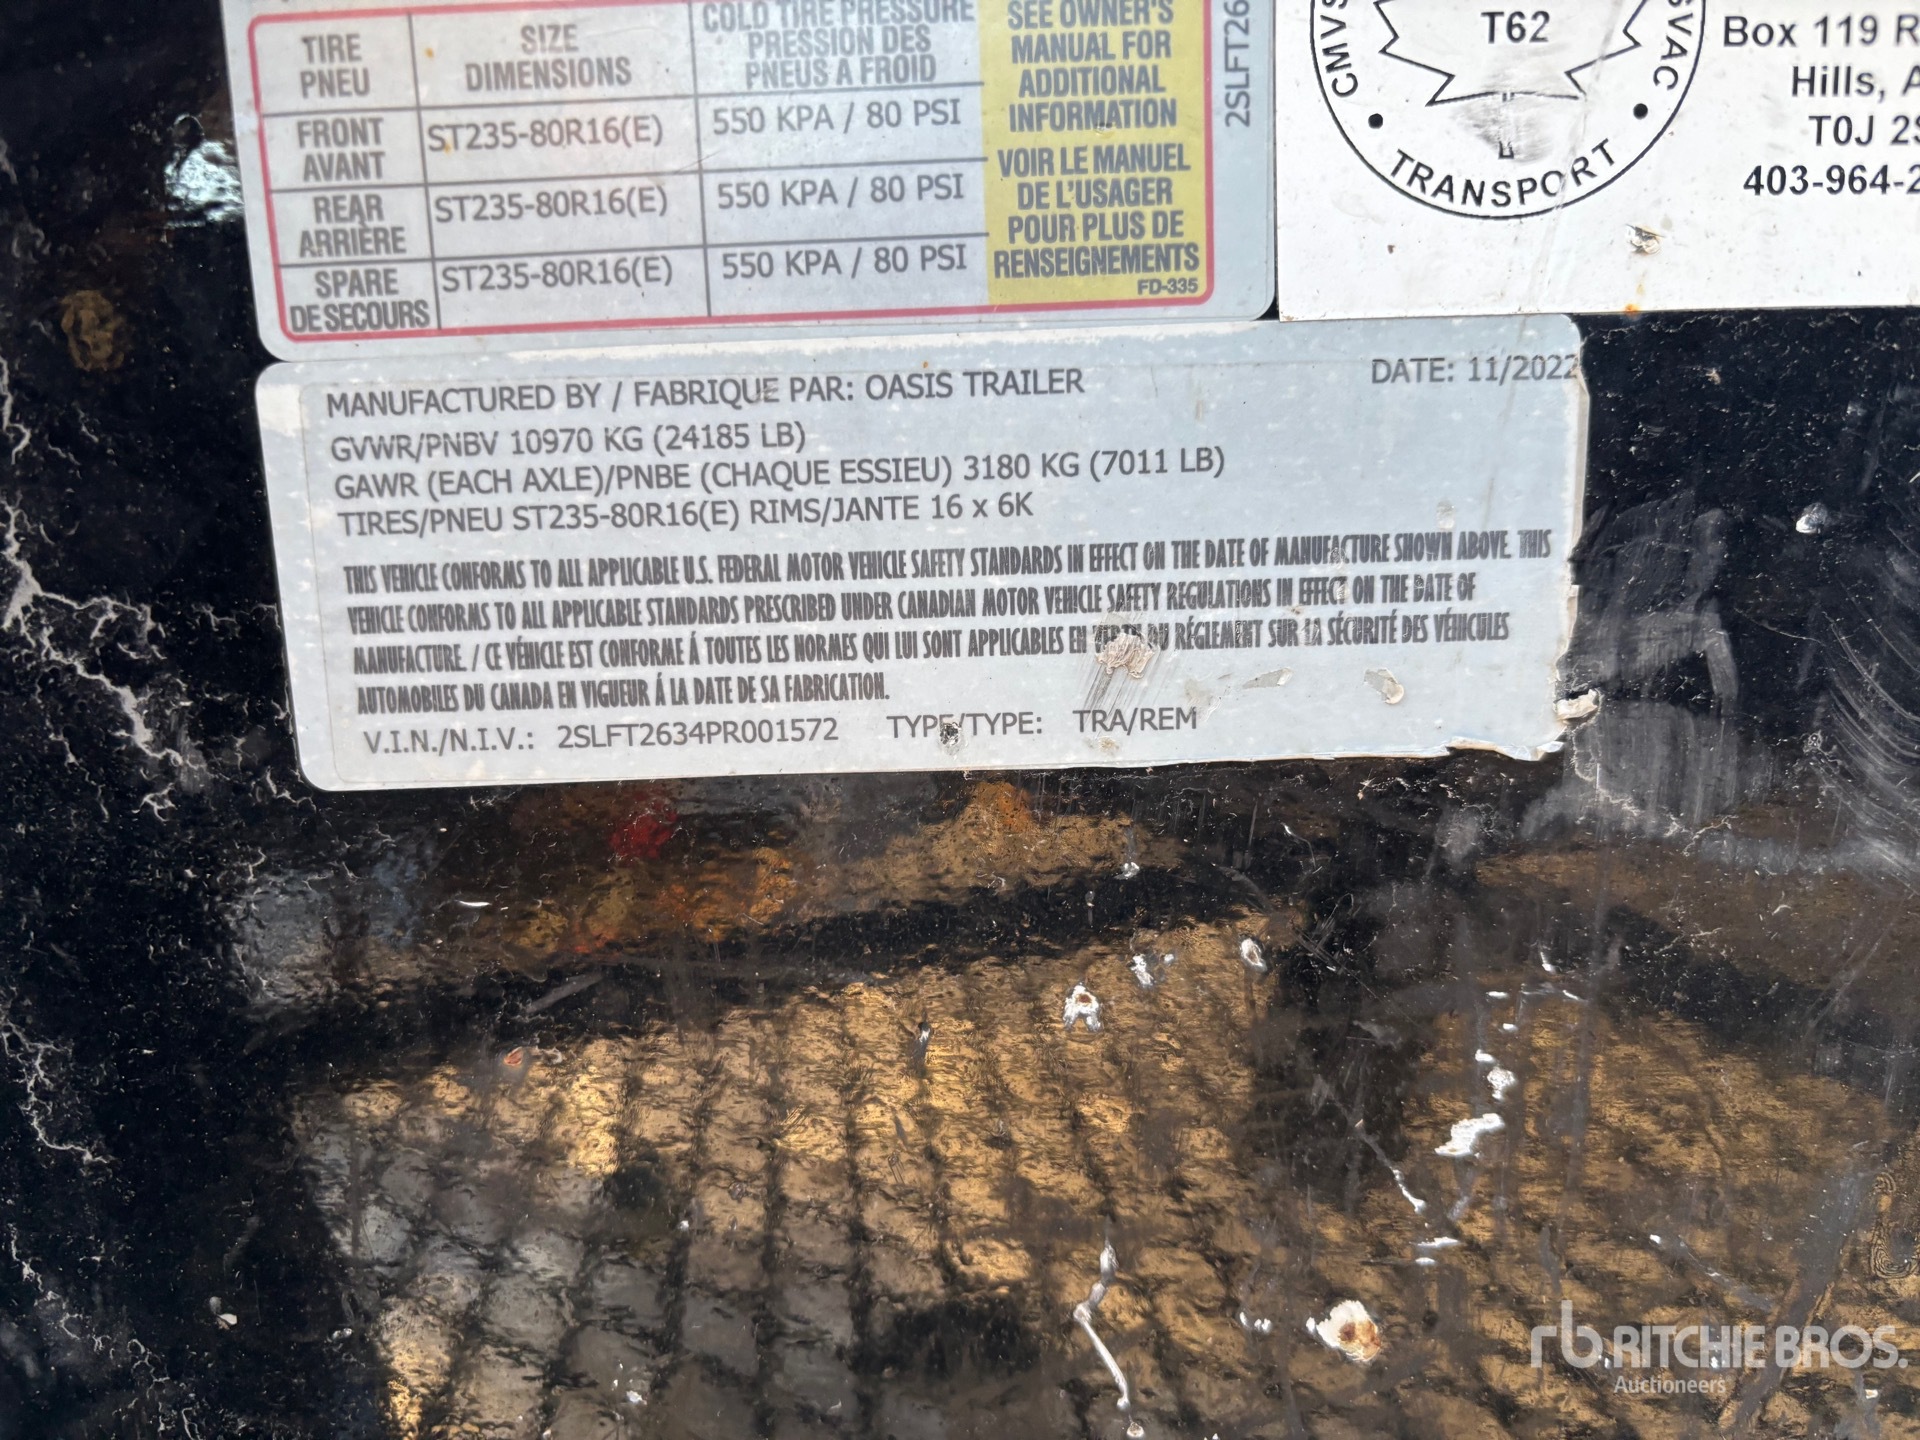 TIRE PNEU
SIZE DIMENSIONS
COLD TIRE PRESSURE
PRESSION DES
PNEUS A FROID
FRONT AVANT
ST235-80R16(E)
550 KPA / 80 PSI
REAR ARRIÈRE
ST235-80R16(E)
550 KPA / 80 PSI
SPARE DE SECOURS
ST235-80R16(E)
550 KPA / 80 PSI
SEE OWNER'S
MANUAL FOR
ADDITIONAL
INFORMATION
VOIR LE MANUEL
DE L'USAGER
POUR PLUS DE
RENSEIGNEMENTS
FD-335
2SLFT26
T62
TRANSPORT
Box 119 R
Hills, A
T0J 2S
403-964-2
MANUFACTURED BY / FABRIQUE PAR: OASIS TRAILER
DATE: 11/2022
GVWR/PNBV 10970 KG (24185 LB)
GAWR (EACH AXLE)/PNBE (CHAQUE ESSIEU) 3180 KG (7011 LB)
TIRES/PNEU ST235-80R16(E) RIMS/JANTE 16 x 6K
THIS VEHICLE CONFORMS TO ALL APPLICABLE U.S. FEDERAL MOTOR VEHICLE SAFETY STANDARDS IN EFFECT ON THE DATE OF MANUFACTURE SHOWN ABOVE. THIS
VEHICLE CONFORMS TO ALL APPLICABLE STANDARDS PRESCRIBED UNDER CANADIAN MOTOR VEHICLE SAFETY REGULATIONS IN EFFECT ON THE DATE OF
MANUFACTURE. / CE VÉHICLE EST CONFORME Á TOUTES LES NORMES QUI LUI SONT APPLICABLES EN VERTE DU RÉGLEMENT SUR LA SÉCURITÉ DES VÉHICULES
AUTOMOBILES DU CANADA EN VIGUEUR Á LA DATE DE SA FABRICATION.
V.I.N./N.I.V.: 2SLFT2634PR001572 TYPE/TYPE: TRA/REM
rb RITCHIE BROS.
Auctioneers